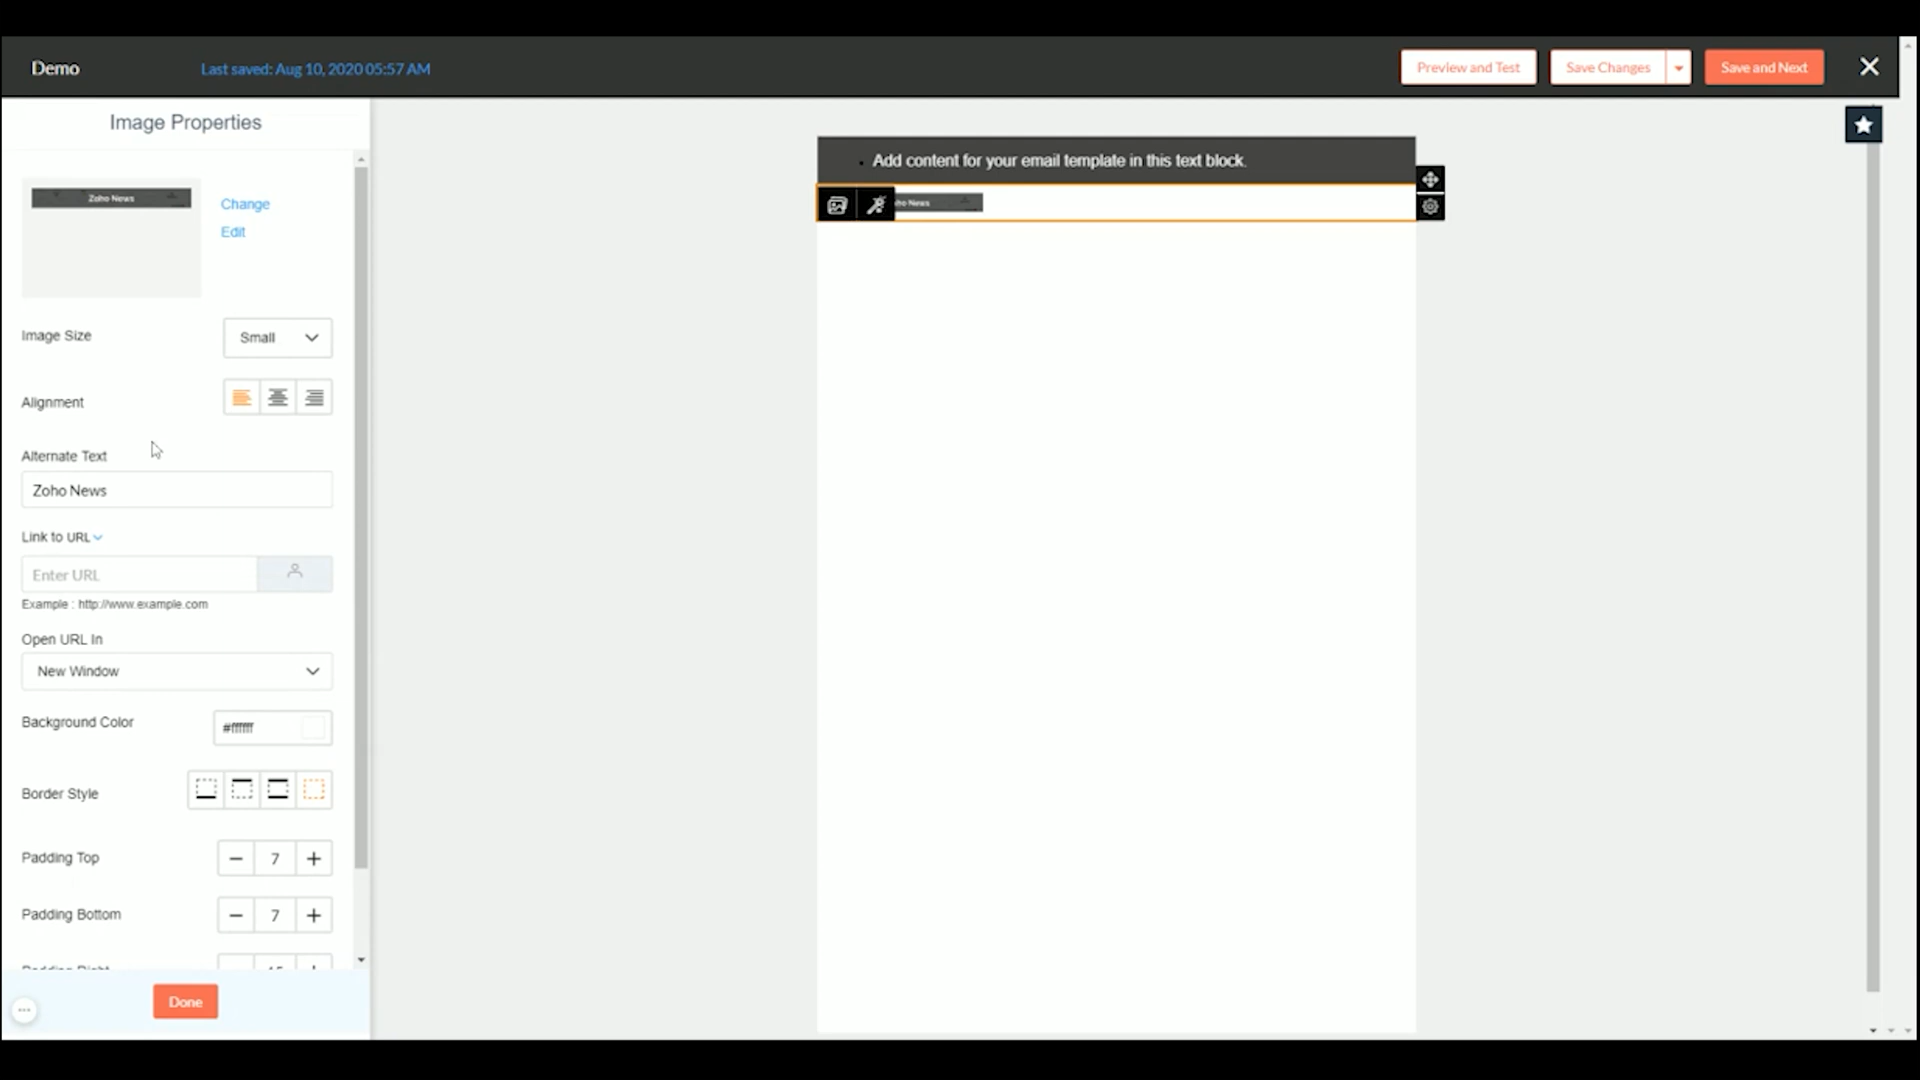 Demo
Last saved: Aug 10, 2020 05:57 AM
Preview and Test
Save Changes
Save and Next
Image Properties
Zoho News
Change
Edit
Image Size
Small
Alignment
Alternate Text
Zoho News
Link to URL
Enter URL
Example : http://www.example.com
Open URL In
New Window
Background Color
#ffffff
Border Style
Padding Top
7
Padding Bottom
7
Done
Add content for your email template in this text block.
News